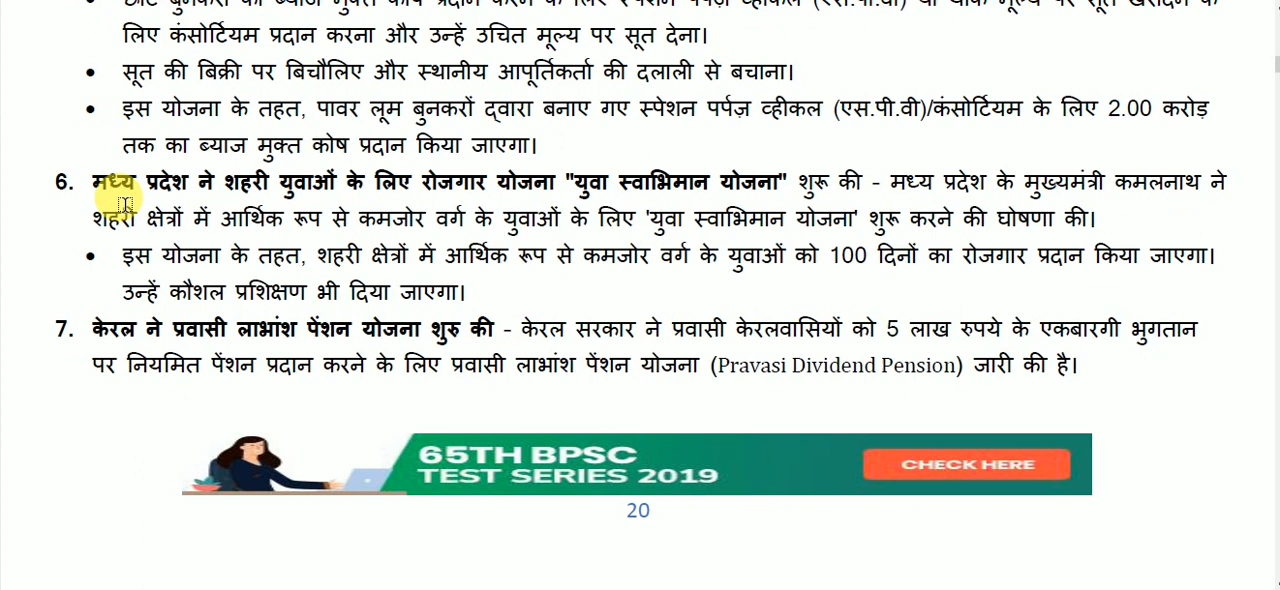 लिए कंसोर्टियम प्रदान करना और उन्हें उचित मूल्य पर सूत देना।
• सूत की बिक्री पर बिचौलिए और स्थानीय आपूर्तिकर्ता की दलाली से बचाना।
• इस योजना के तहत, पावर लूम बुनकरों द्वारा बनाए गए स्पेशन पर्पज़ व्हीकल (एस.पी.वी)/कंसोर्टियम के लिए 2.00 करोड़
तक का ब्याज मुक्त कोष प्रदान किया जाएगा।
6. मध्य प्रदेश ने शहरी युवाओं के लिए रोजगार योजना "युवा स्वाभिमान योजना" शुरू की - मध्य प्रदेश के मुख्यमंत्री कमलनाथ ने
शहरी क्षेत्रों में आर्थिक रूप से कमजोर वर्ग के युवाओं के लिए 'युवा स्वाभिमान योजना' शुरू करने की घोषणा की।
• इस योजना के तहत, शहरी क्षेत्रों में आर्थिक रूप से कमजोर वर्ग के युवाओं को 100 दिनों का रोजगार प्रदान किया जाएगा।
उन्हें कौशल प्रशिक्षण भी दिया जाएगा।
7. केरल ने प्रवासी लाभांश पेंशन योजना शुरु की - केरल सरकार ने प्रवासी केरलवासियों को 5 लाख रुपये के एकबारगी भुगतान
पर नियमित पेंशन प्रदान करने के लिए प्रवासी लाभांश पेंशन योजना (Pravasi Dividend Pension) जारी की है।
65TH BPSC
TEST SERIES 2019
CHECK HERE
20